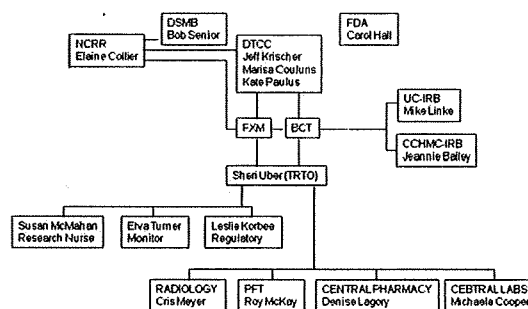 DSMB
Bob Senior
FDA
Carol Hall
NCRR
Elaine Collier
DTCC
Jeff Krischer
Marisa Couluns
Kate Paulus
UC-IRB
Mike Linke
FXM
BCT
CCHMC-IRB
Jeannie Bailey
Sheri Uber (TRTO)
Susan McMahan
Research Nurse
Elva Turner
Monitor
Leslie Korbee
Regulatory
RADIOLOGY
Cris Meyer
PFT
Roy McKay
CENTRAL PHARMACY
Denise Lagory
CEBTRAL LABS
Michaela Cooper